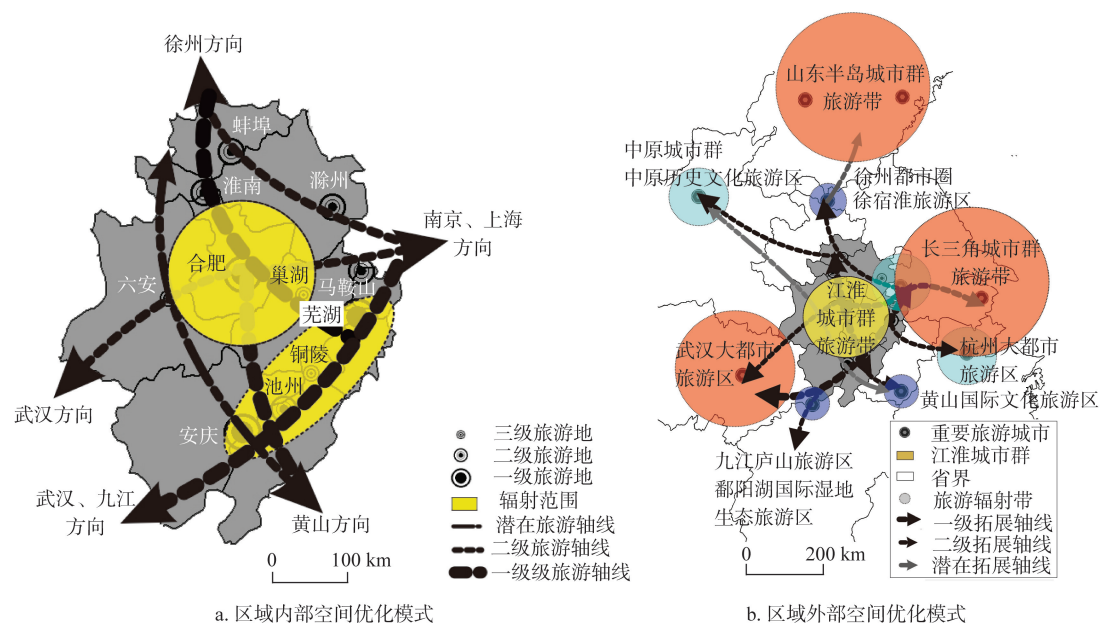 徐州方向
蚌埠
淮南
滁州
南京、上海
方向
合肥
巢湖
六安
马鞍山
芜湖
铜陵
池州
武汉方向
安庆
武汉、九江
方向
黄山方向
三级旅游地
二级旅游地
一级旅游地
辐射范围
潜在旅游轴线
二级旅游轴线
一级级旅游轴线
0 100 km
a. 区域内部空间优化模式
山东半岛城市群
旅游带
中原城市群
中原历史文化旅游区
徐州都市圈
徐宿淮旅游区
长三角城市群
旅游带
江淮
城市群
旅游带
武汉大都市
旅游区
杭州大都市
旅游区
黄山国际文化旅游区
九江庐山旅游区
鄱阳湖国际湿地
生态旅游区
重要旅游城市
江淮城市群
省界
旅游辐射带
一级拓展轴线
二级拓展轴线
潜在拓展轴线
0 200 km
b. 区域外部空间优化模式